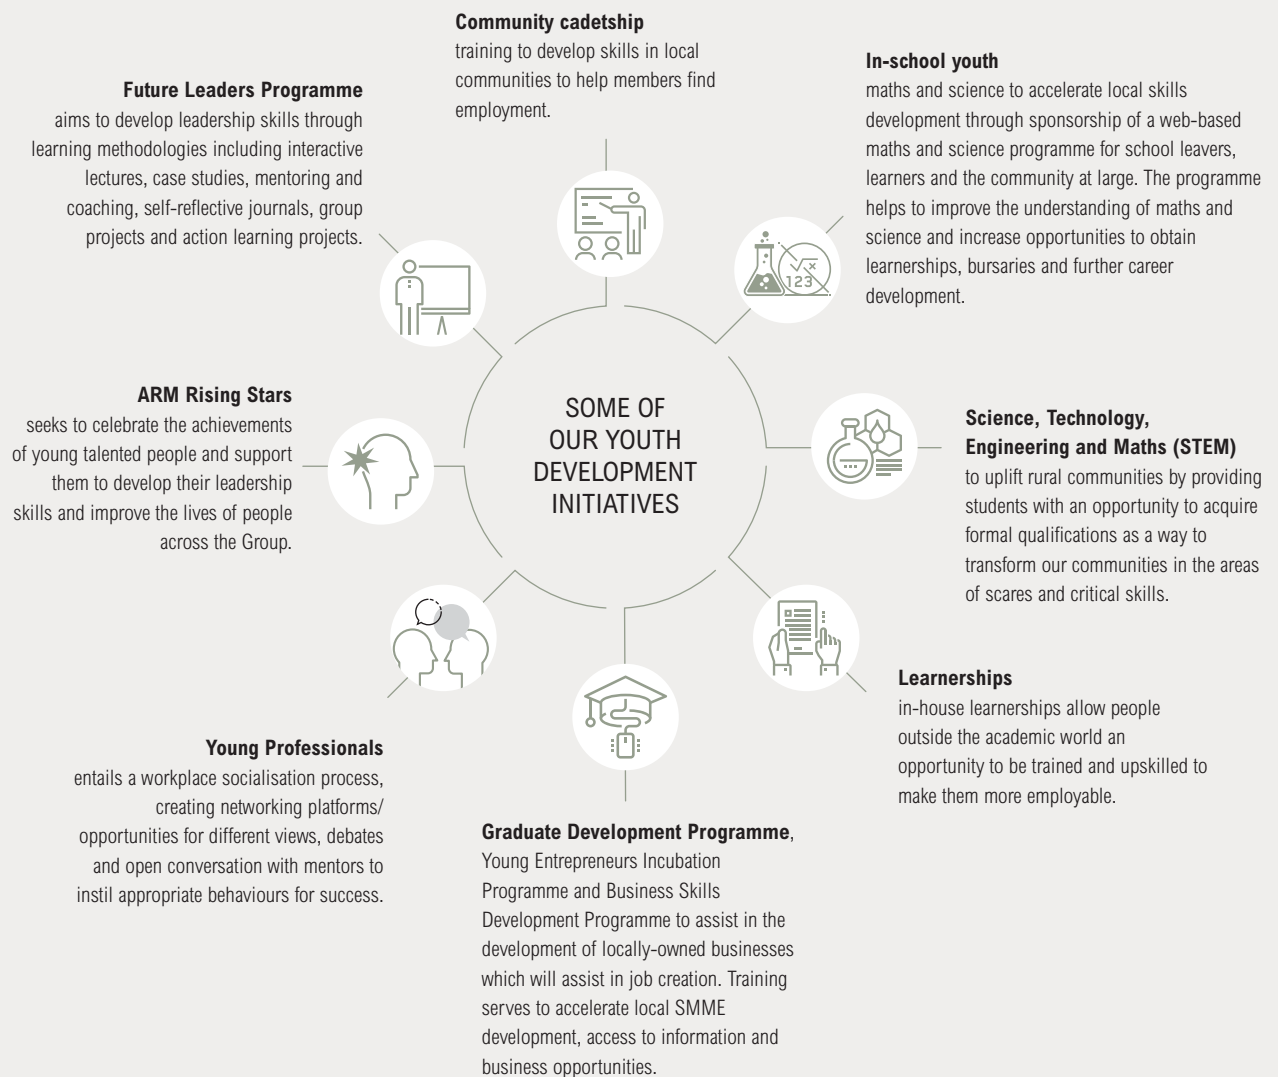 SOME OF
OUR YOUTH
DEVELOPMENT
INITIATIVES
Community cadetship
training to develop skills in local
communities to help members find
employment.
In-school youth
maths and science to accelerate local skills
development through sponsorship of a web-based
maths and science programme for school leavers,
learners and the community at large. The programme
helps to improve the understanding of maths and
science and increase opportunities to obtain
learnerships, bursaries and further career
development.
√x
123
Science, Technology,
Engineering and Maths (STEM)
to uplift rural communities by providing
students with an opportunity to acquire
formal qualifications as a way to
transform our communities in the areas
of scares and critical skills.
Learnerships
in-house learnerships allow people
outside the academic world an
opportunity to be trained and upskilled to
make them more employable.
Graduate Development Programme,
Young Entrepreneurs Incubation
Programme and Business Skills
Development Programme to assist in the
development of locally-owned businesses
which will assist in job creation. Training
serves to accelerate local SMME
development, access to information and
business opportunities.
Young Professionals
entails a workplace socialisation process,
creating networking platforms/
opportunities for different views, debates
and open conversation with mentors to
instil appropriate behaviours for success.
ARM Rising Stars
seeks to celebrate the achievements
of young talented people and support
them to develop their leadership
skills and improve the lives of people
across the Group.
Future Leaders Programme
aims to develop leadership skills through
learning methodologies including interactive
lectures, case studies, mentoring and
coaching, self-reflective journals, group
projects and action learning projects.